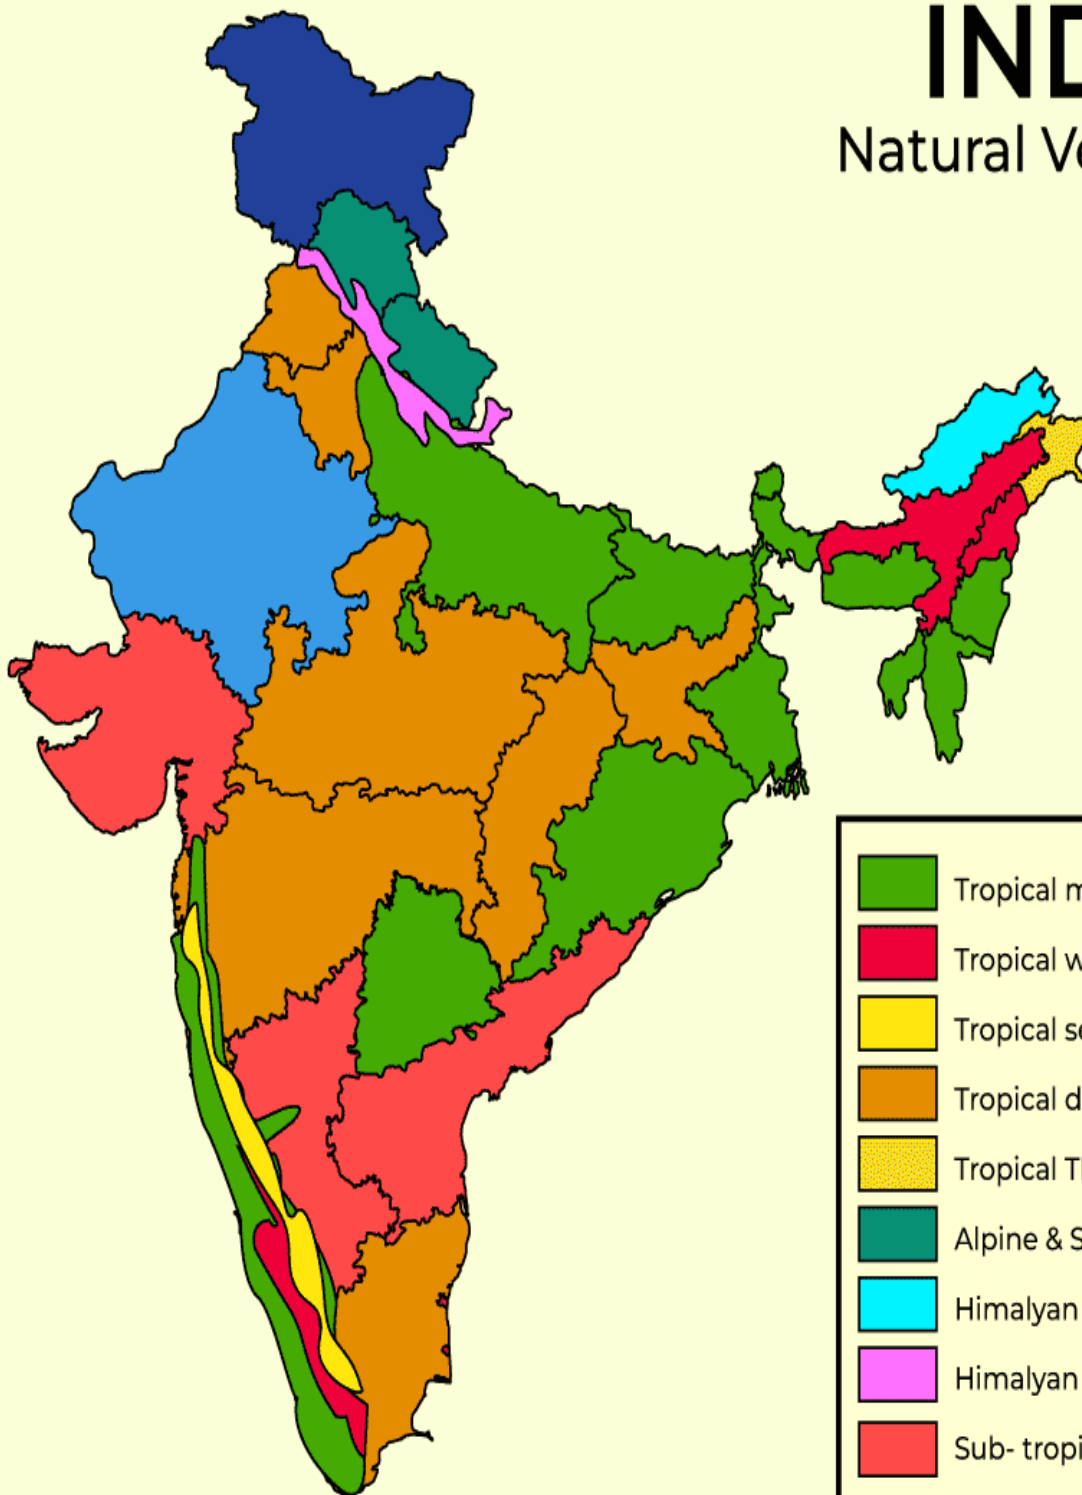 IND
Natural Ve
Tropical m
Tropical w
Tropical se
Tropical d
Tropical Th
Alpine & S
Himalyan
Himalyan
Sub- tropi